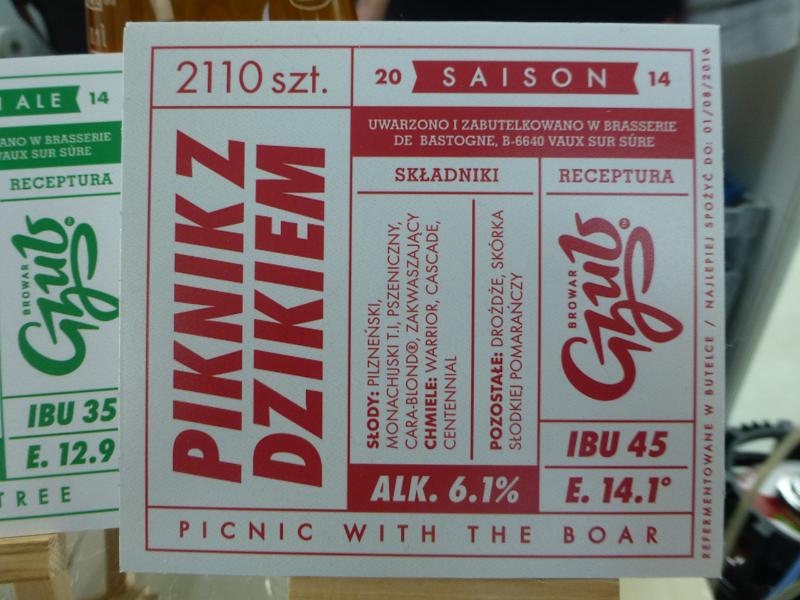 ALE 14
ANO W BRASSERIE
VAUX SUR SÛRE
RECEPTURA
BROWAR
Gzub
IBU 35
E. 12.9
TREE
2110 szt.
20 SAISON 14
UWARZONO I ZABUTELKOWANO W BRASSERIE
DE BASTOGNE, B-6640 VAUX SUR SÛRE
PIKNIK Z
DZIKIEM
SKŁADNIKI
SŁODY: PILZNEŃSKI,
MONACHIJSKI T.I, PSZENICZNY,
CARA-BLOND®, ZAKWASZAJĄCY
CHMIELE: WARRIOR, CASCADE,
CENTENNIAL
POZOSTAŁE: DROŻDŻE, SKÓRKA
SŁODKIEJ POMARAŃCZY
ALK. 6.1%
RECEPTURA
BROWAR
Gzub
IBU 45
E. 14.1°
PICNIC WITH THE BOAR
REFERMENTOWANE W BUTELCE / NAJLEPIEJ SPOŻYĆ DO: 01/08/2016